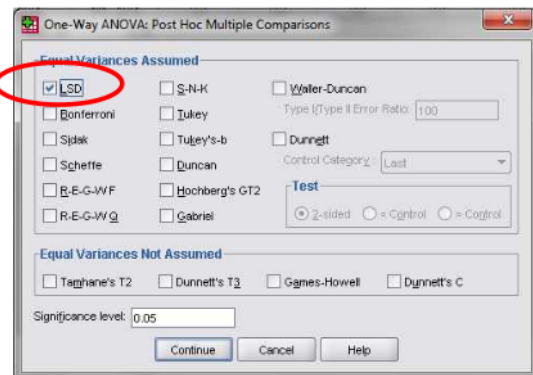 One-Way ANOVA: Post Hoc Multiple Comparisons
Equal Variances Assumed
LSD S-N-K Waller-Duncan
Bonferroni Tukey Type I/Type II Error Ratio: 100
Sidak Tukey's-b Dunnett
Scheffe Duncan Control Category: Last
R-E-G-W F Hochberg's GT2 Test
R-E-G-W Q Gabriel 2-sided < Control > Control
Equal Variances Not Assumed
Tamhane's T2 Dunnett's T3 Games-Howell Dunnett's C
Significance level: 0.05
Continue Cancel Help